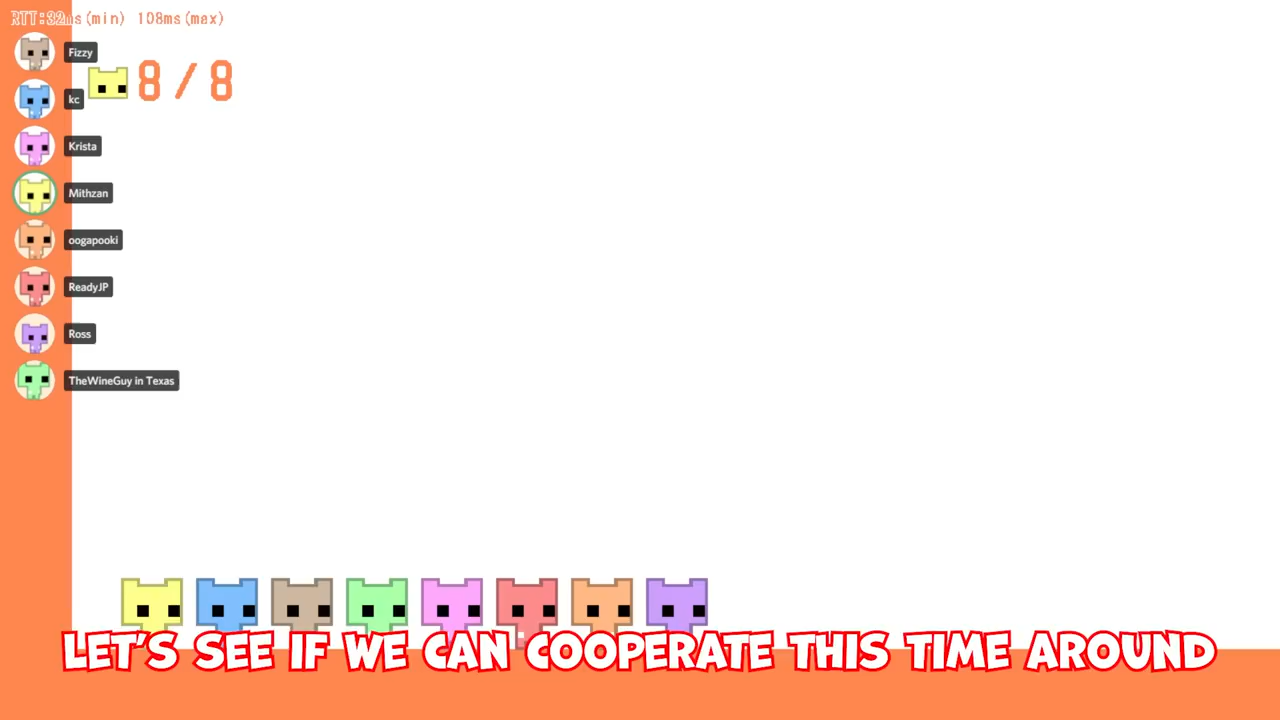 RTT:32ms(min) 108ms(max)
Fizzy
8/8
kc
Krista
Mithzan
oogapooki
ReadyJP
Ross
TheWineGuy in Texas
LET'S SEE IF WE CAN COOPERATE THIS TIME AROUND